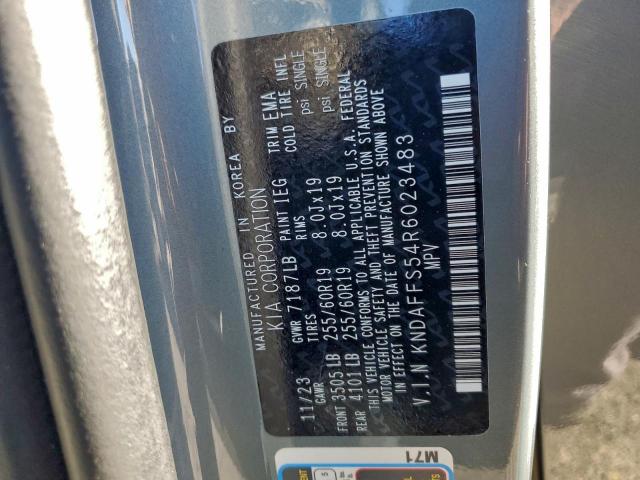 MANUFACTURED IN KOREA BY
KIA CORPORATION
11/23 GVWR 7187LB PAINT IEG TRIM EMA
GAWR TIRES RIMS COLD TIRE INFL
FRONT 3505LB 255/60R19 8.0Jx19 psi SINGLE
REAR 4101LB 255/60R19 8.0Jx19 psi SINGLE
THIS VEHICLE CONFORMS TO ALL APPLICABLE U.S.A. FEDERAL
MOTOR VEHICLE SAFETY AND THEFT PREVENTION STANDARDS
IN EFFECT ON THE DATE OF MANUFACTURE SHOWN ABOVE
V.I.N KNDAFFS54R6023483
MPV
M71